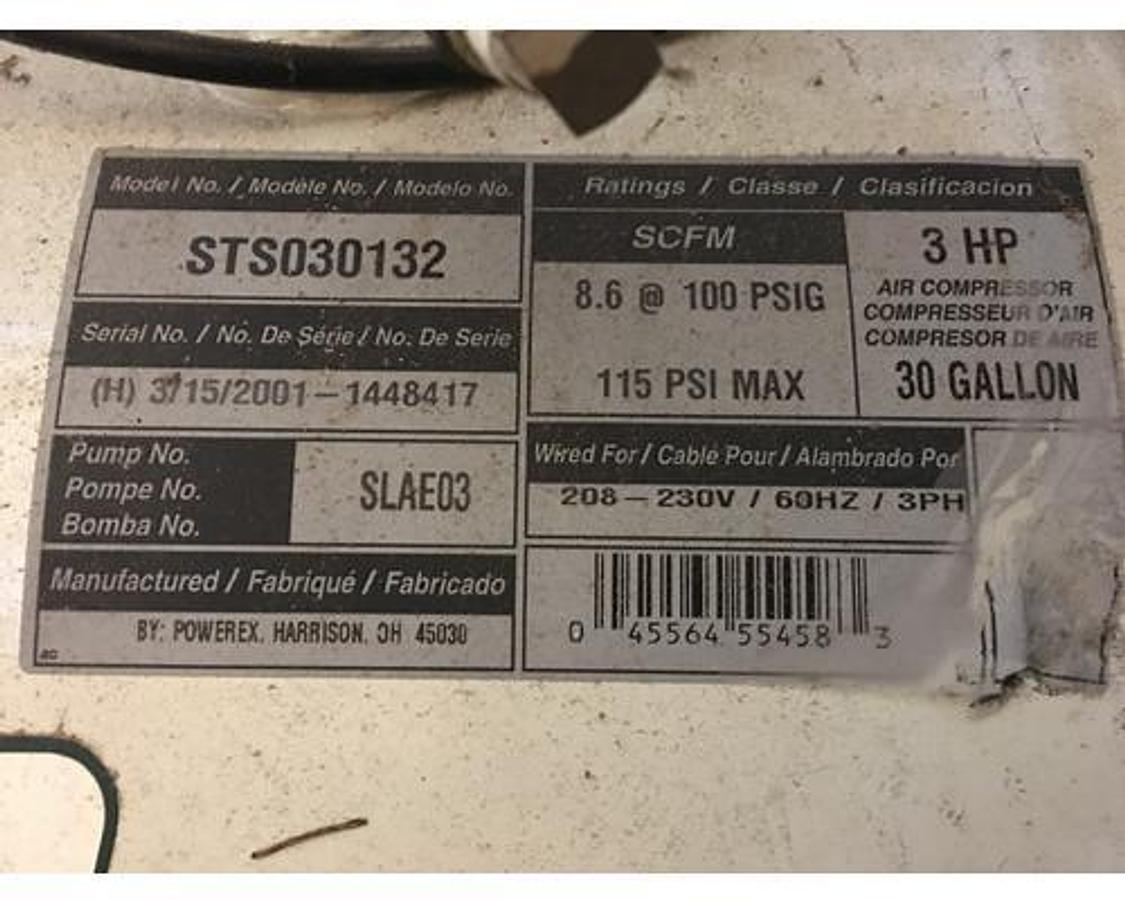 Model No. / Modèle No. / Modelo No.
STS030132
Serial No. / No. De Série / No. De Serie
(H) 3/15/2001 – 1448417
Pump No.
Pompe No.
Bomba No.
SLAE03
Manufactured / Fabriqué / Fabricado
BY: POWEREX, HARRISON, OH 45030
Ratings / Classe / Clasificacion
SCFM
8.6 @ 100 PSIG
115 PSI MAX
3 HP
AIR COMPRESSOR
COMPRESSEUR D'AIR
COMPRESOR DE AIRE
30 GALLON
Wired For / Cable Pour / Alambrado Por
208 – 230V / 60HZ / 3PH
0 45564 55458 3